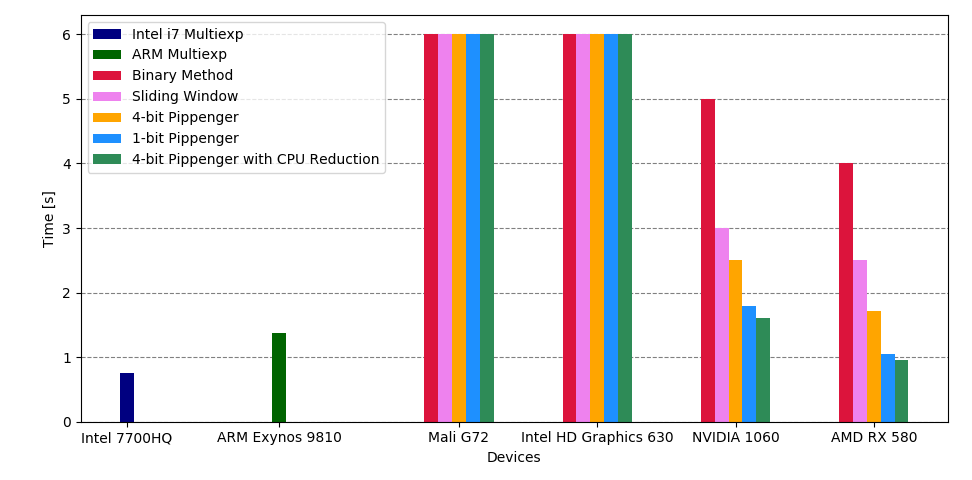 Intel i7 Multiexp
ARM Multiexp
Binary Method
Sliding Window
4-bit Pippenger
1-bit Pippenger
4-bit Pippenger with CPU Reduction
Time [s]
6
5
4
3
2
1
0
Intel 7700HQ
ARM Exynos 9810
Mali G72
Intel HD Graphics 630
NVIDIA 1060
AMD RX 580
Devices